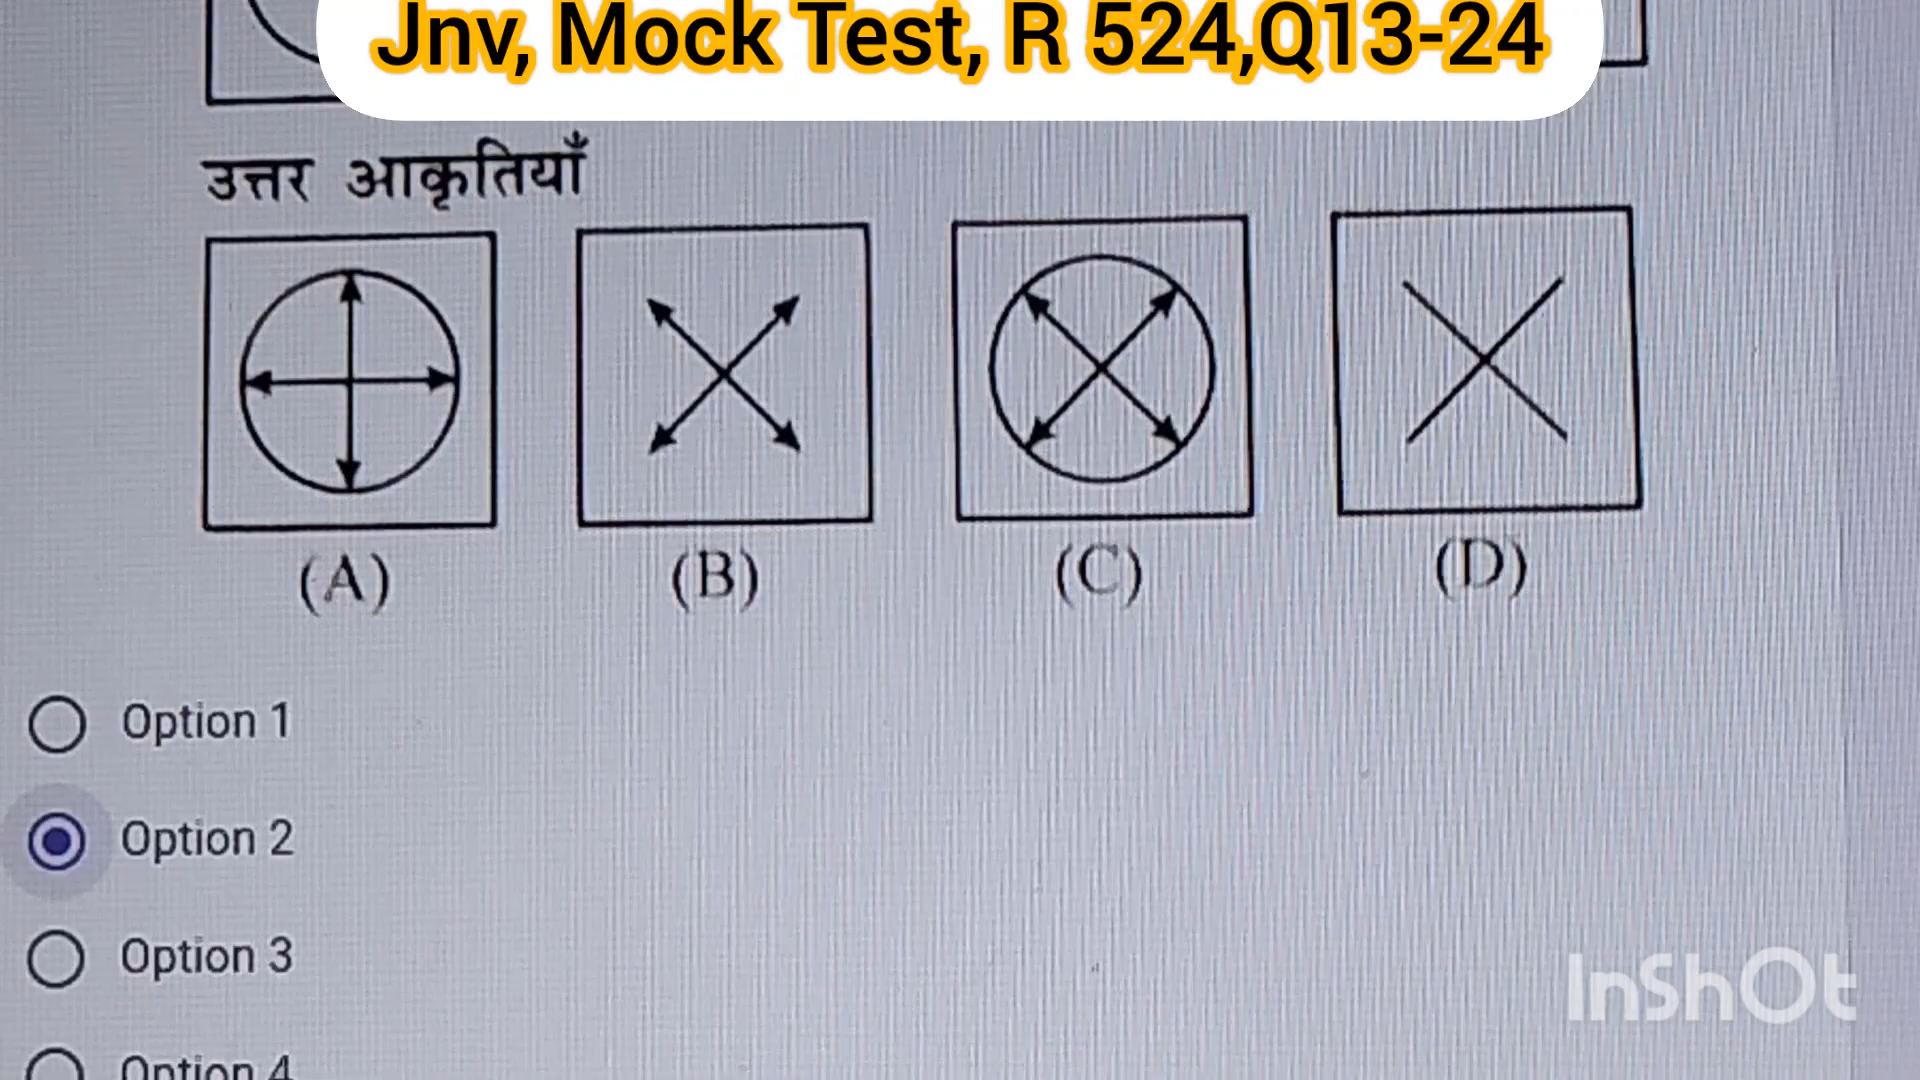 Jnv, Mock Test, R 524,Q13-24
उत्तर आकृतियाँ
(A) (B) (C) (D)
Option 1
Option 2
Option 3
Option 4
InShOt